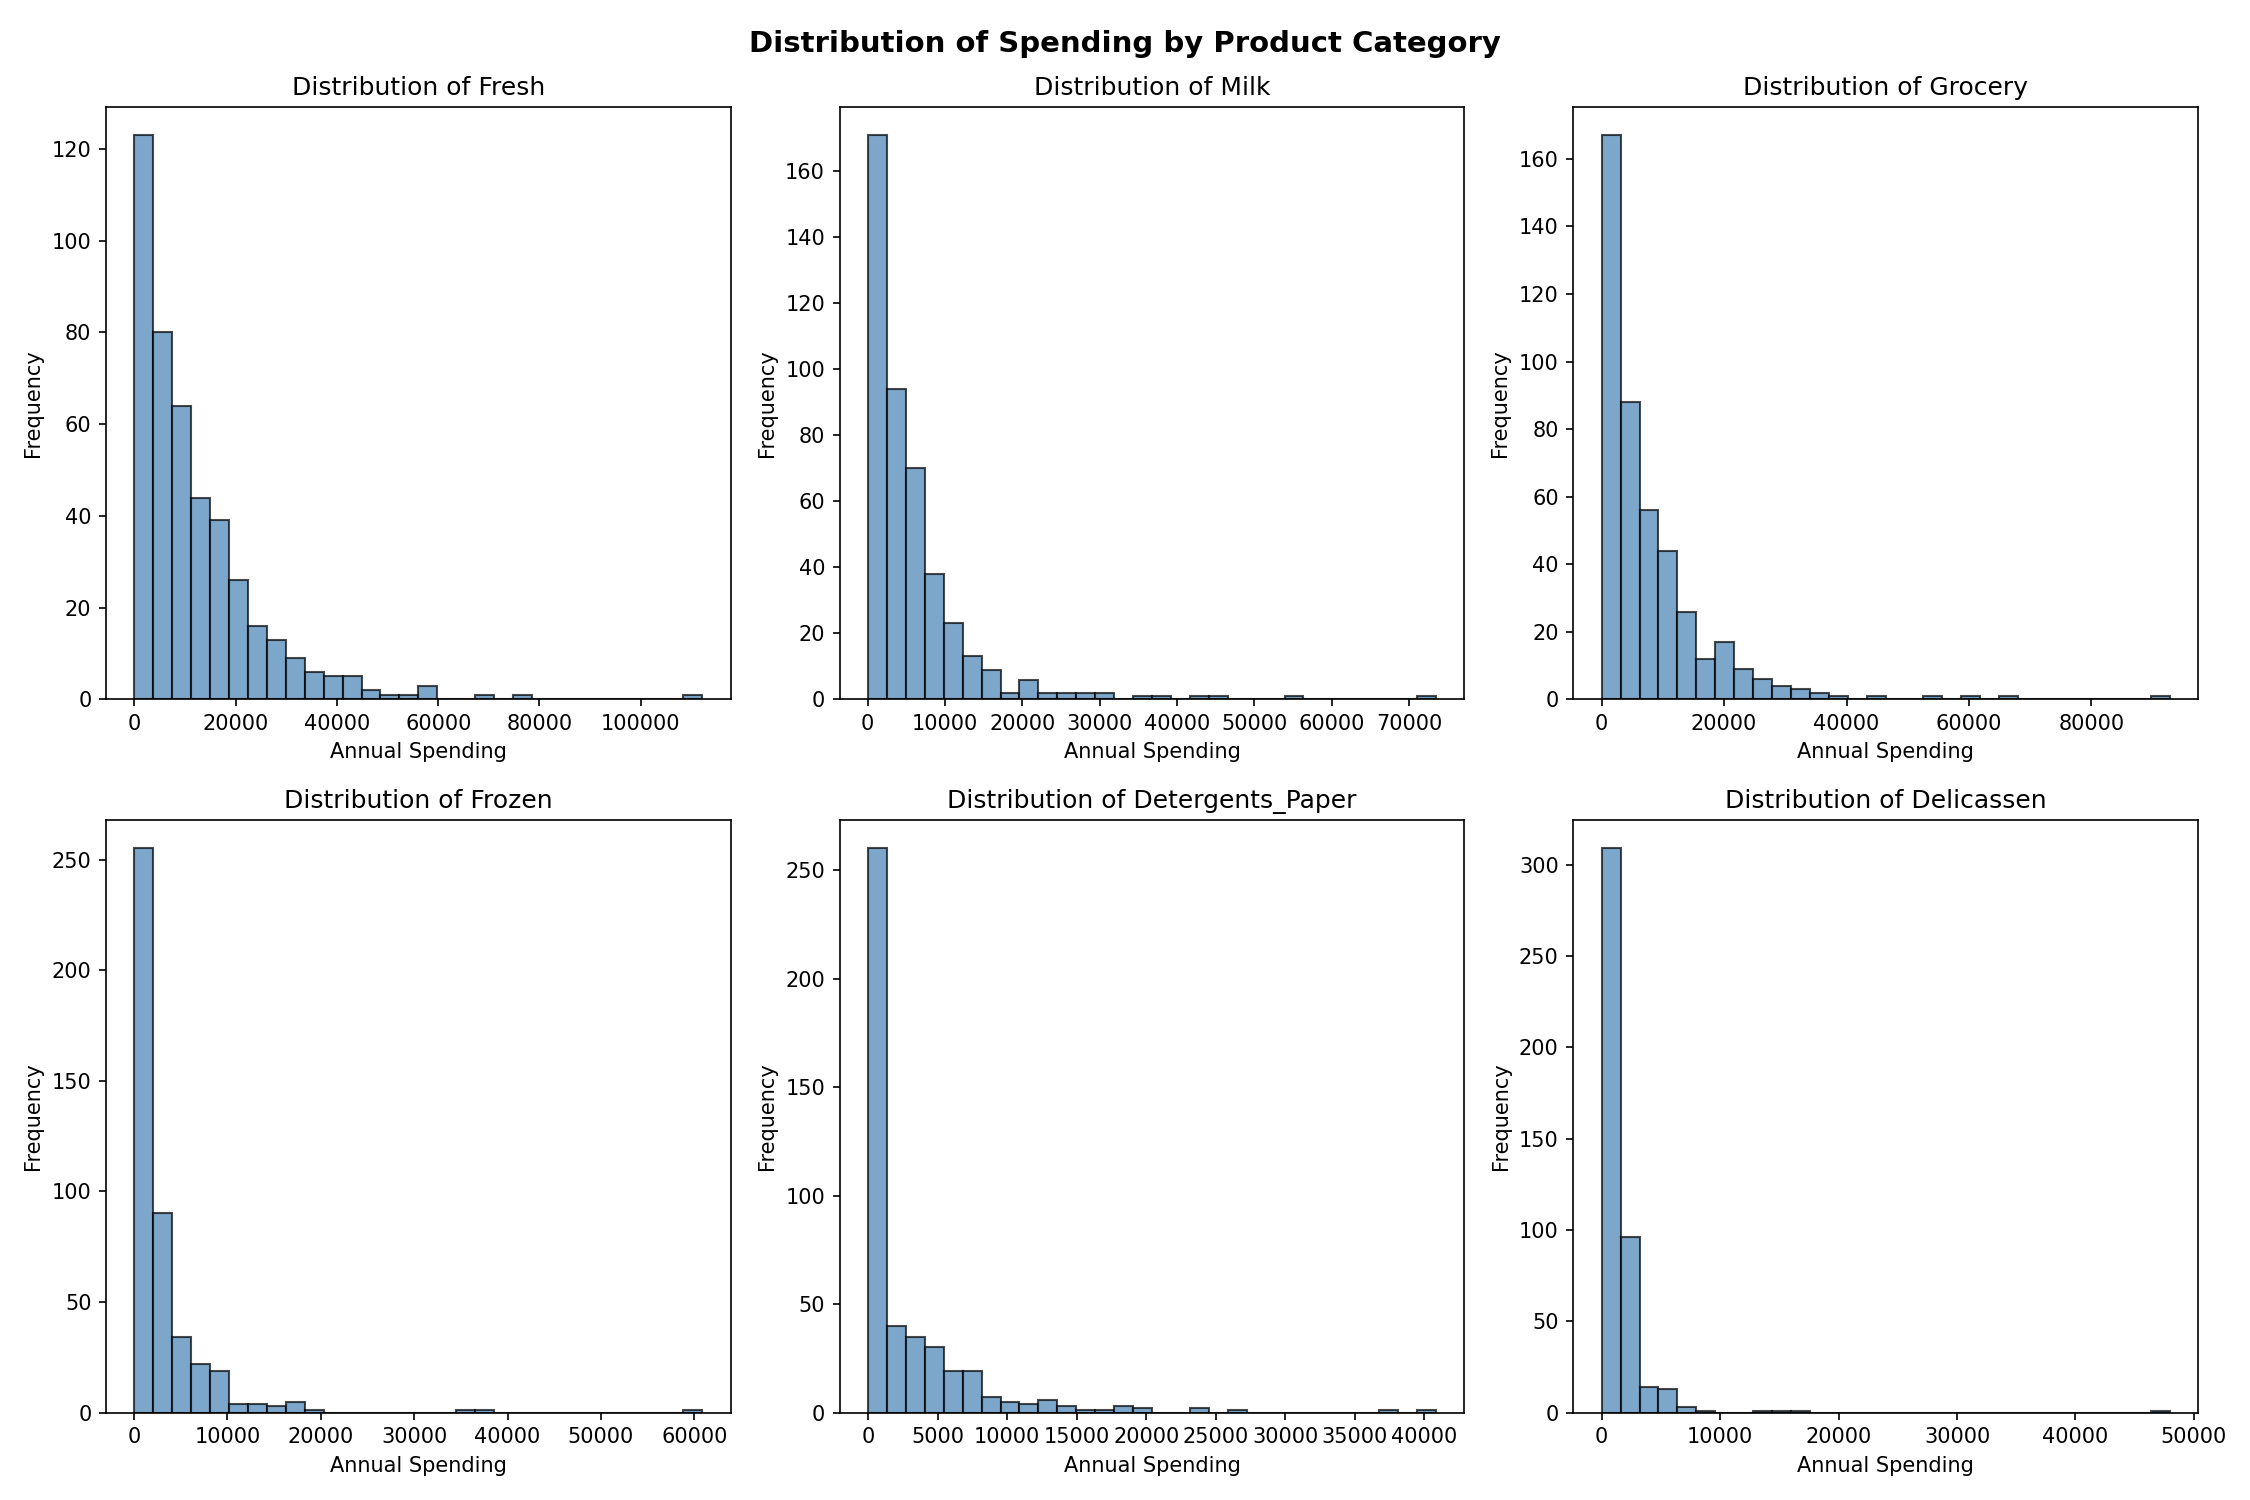 Distribution of Spending by Product Category
Distribution of Fresh
Distribution of Milk
Distribution of Grocery
Frequency
120
100
80
60
40
20
0
0 20000 40000 60000 80000 100000
Annual Spending
Frequency
160
140
120
100
80
60
40
20
0
0 10000 20000 30000 40000 50000 60000 70000
Annual Spending
Frequency
160
140
120
100
80
60
40
20
0
0 20000 40000 60000 80000
Annual Spending
Distribution of Frozen
Distribution of Detergents_Paper
Distribution of Delicassen
Frequency
250
200
150
100
50
0
0 10000 20000 30000 40000 50000 60000
Annual Spending
Frequency
250
200
150
100
50
0
0 5000 10000 15000 20000 25000 30000 35000 40000
Annual Spending
Frequency
300
250
200
150
100
50
0
0 10000 20000 30000 40000 50000
Annual Spending